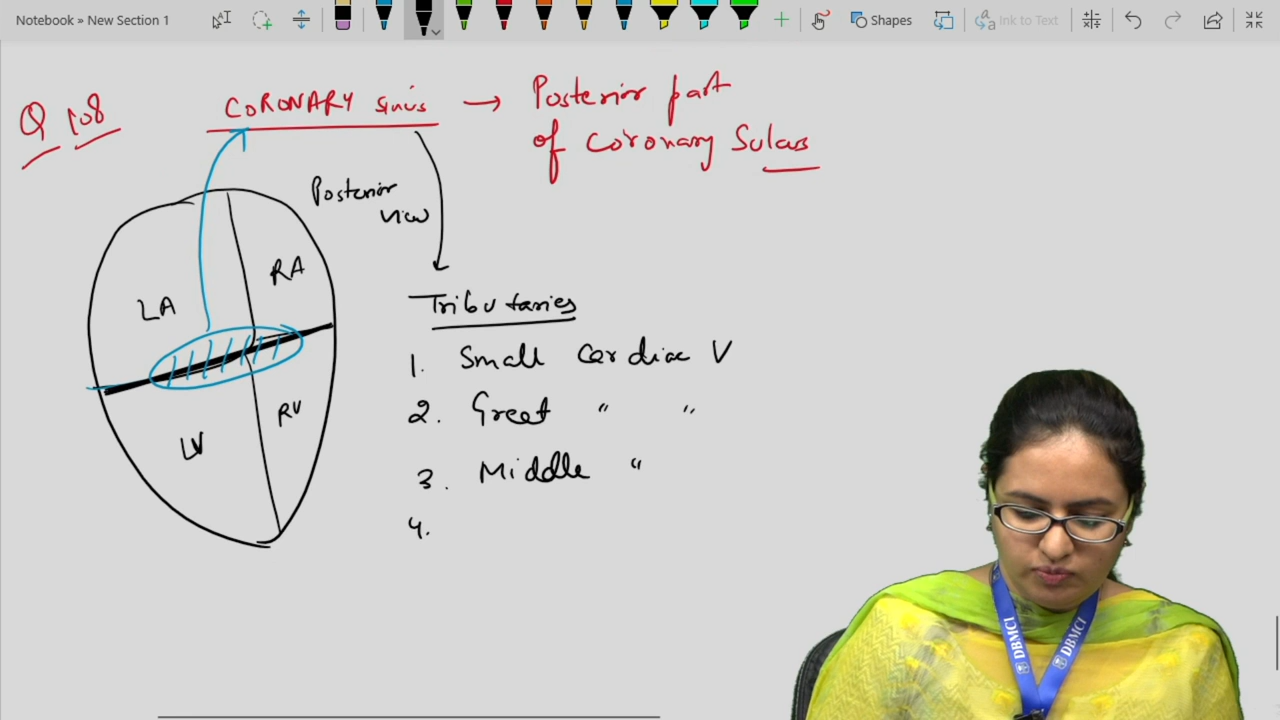 Notebook » New Section 1
Shapes
Ink to Text
Q 108
CORONARY sinus → Posterior part
of Coronary Sulcus
Posterior
view
LA
RA
LV
RV
Tributaries
1. Small Cardiac V
2. Great " "
3. Middle "
4.
DBMCI
DBMCI